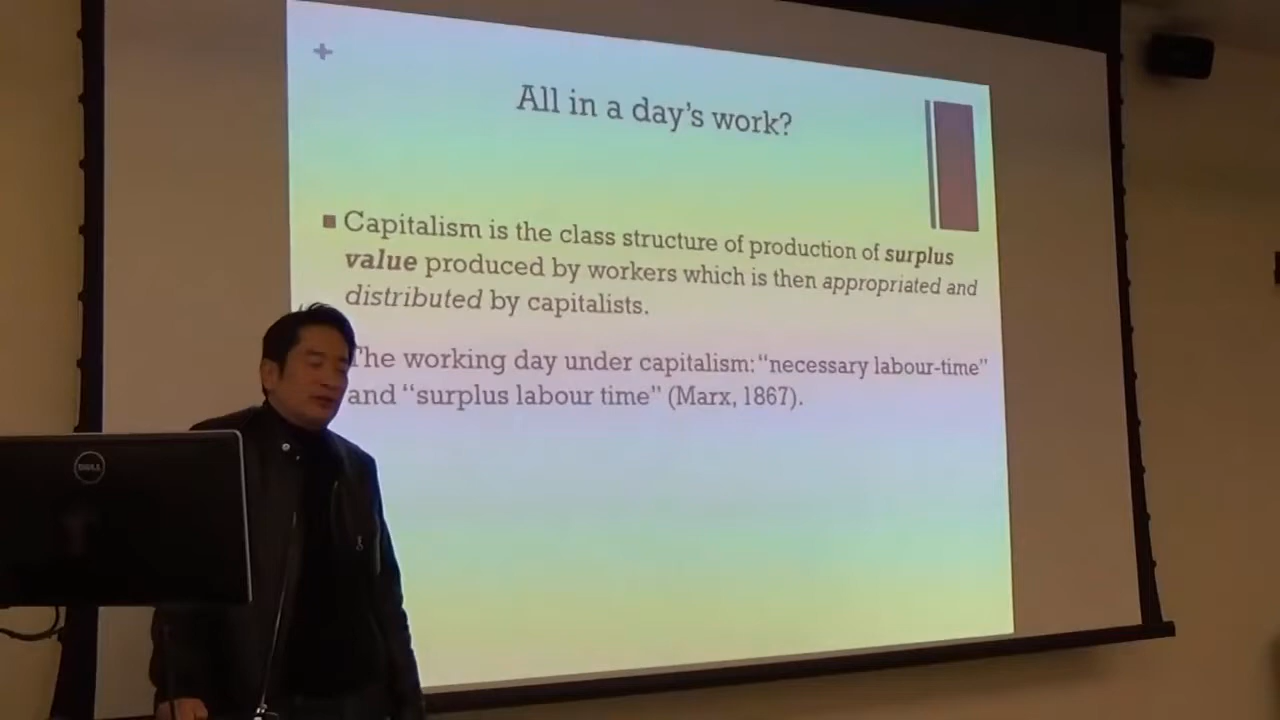 All in a day's work?
Capitalism is the class structure of production of surplus
value produced by workers which is then appropriated and
distributed by capitalists.
The working day under capitalism: “necessary labour-time”
and “surplus labour time” (Marx, 1867).
DELL